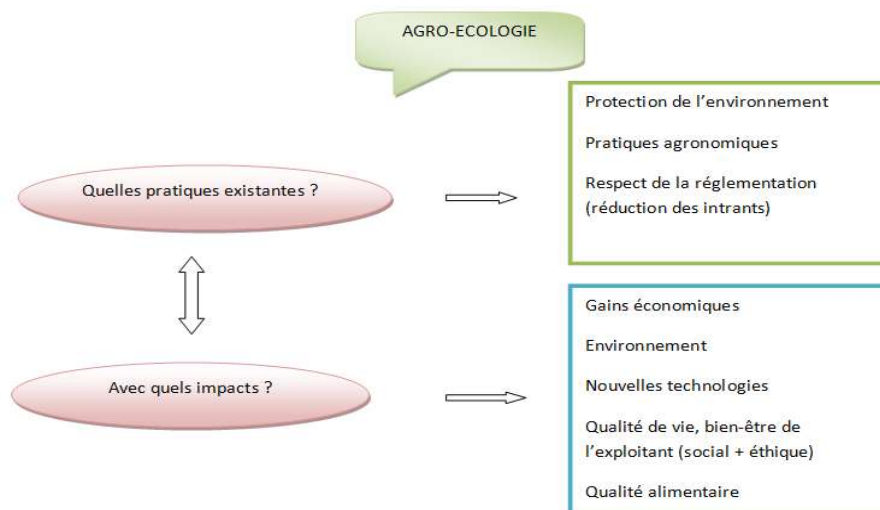 AGRO-ECOLOGIE
Quelles pratiques existantes ?
Protection de l'environnement
Pratiques agronomiques
Respect de la réglementation
(réduction des intrants)
Avec quels impacts ?
Gains économiques
Environnement
Nouvelles technologies
Qualité de vie, bien-être de
l'exploitant (social + éthique)
Qualité alimentaire